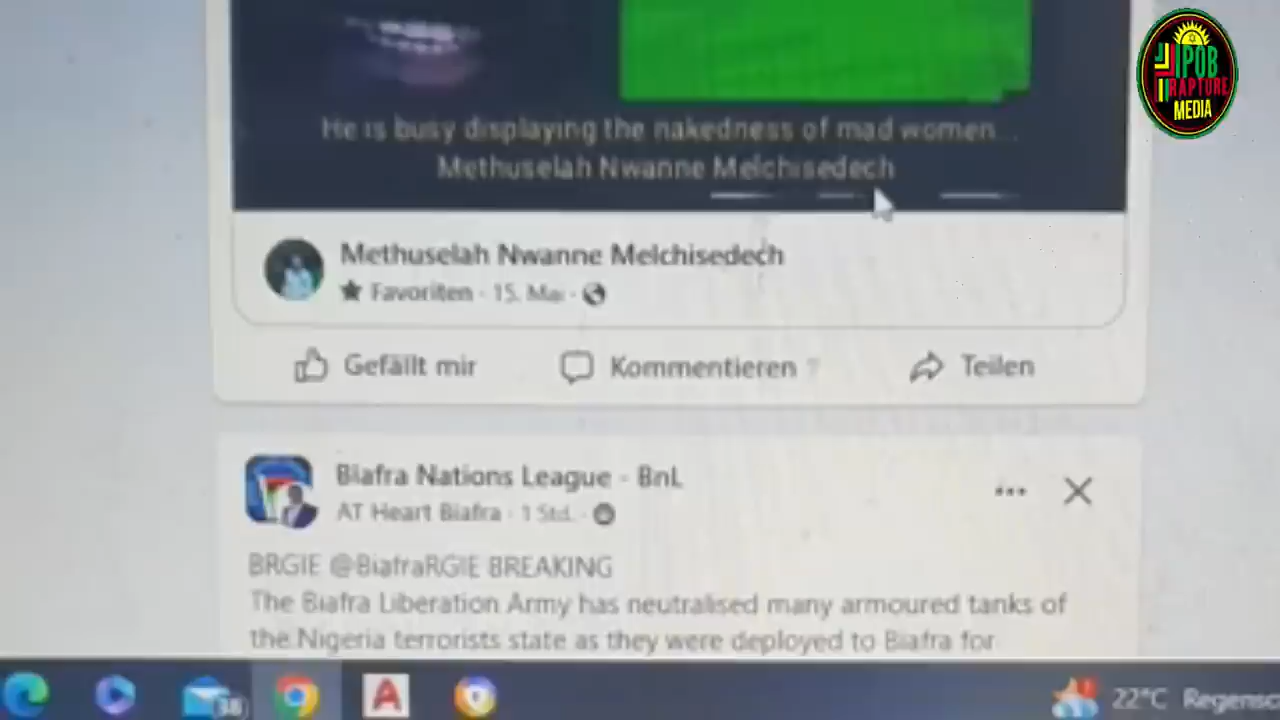 IPOB
RAPTURE
MEDIA
He is busy displaying the nakedness of mad women...
Methuselah Nwanne Melchisedech
Methuselah Nwanne Melchisedech
Favoriten · 15. Mai ·
Gefällt mir
Kommentieren
Teilen
Biafra Nations League - BnL
AT Heart Biafra · 1 Std. ·
BRGIE @BiafraRGIE BREAKING
The Biafra Liberation Army has neutralised many armoured tanks of
the Nigeria terrorists state as they were deployed to Biafra for
38
22°C Regensc